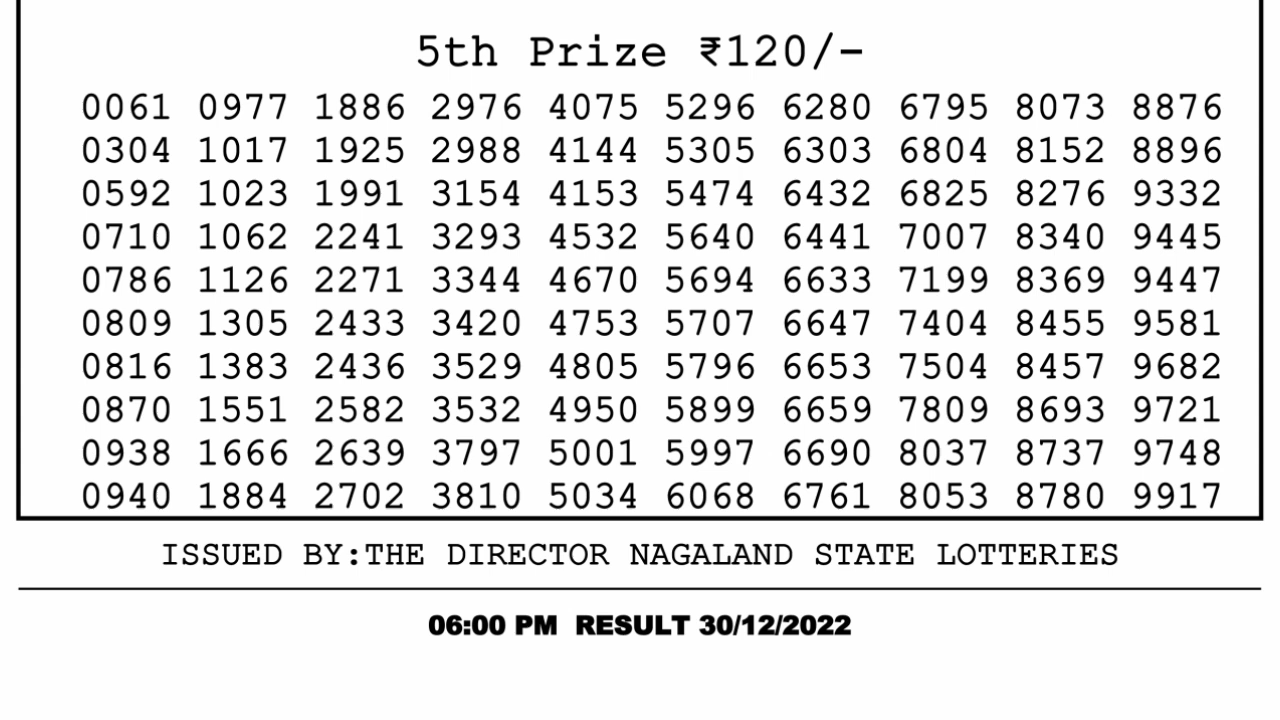 5th Prize ₹120/-
0061 0977 1886 2976 4075 5296 6280 6795 8073 8876
0304 1017 1925 2988 4144 5305 6303 6804 8152 8896
0592 1023 1991 3154 4153 5474 6432 6825 8276 9332
0710 1062 2241 3293 4532 5640 6441 7007 8340 9445
0786 1126 2271 3344 4670 5694 6633 7199 8369 9447
0809 1305 2433 3420 4753 5707 6647 7404 8455 9581
0816 1383 2436 3529 4805 5796 6653 7504 8457 9682
0870 1551 2582 3532 4950 5899 6659 7809 8693 9721
0938 1666 2639 3797 5001 5997 6690 8037 8737 9748
0940 1884 2702 3810 5034 6068 6761 8053 8780 9917
ISSUED BY:THE DIRECTOR NAGALAND STATE LOTTERIES
06:00 PM RESULT 30/12/2022